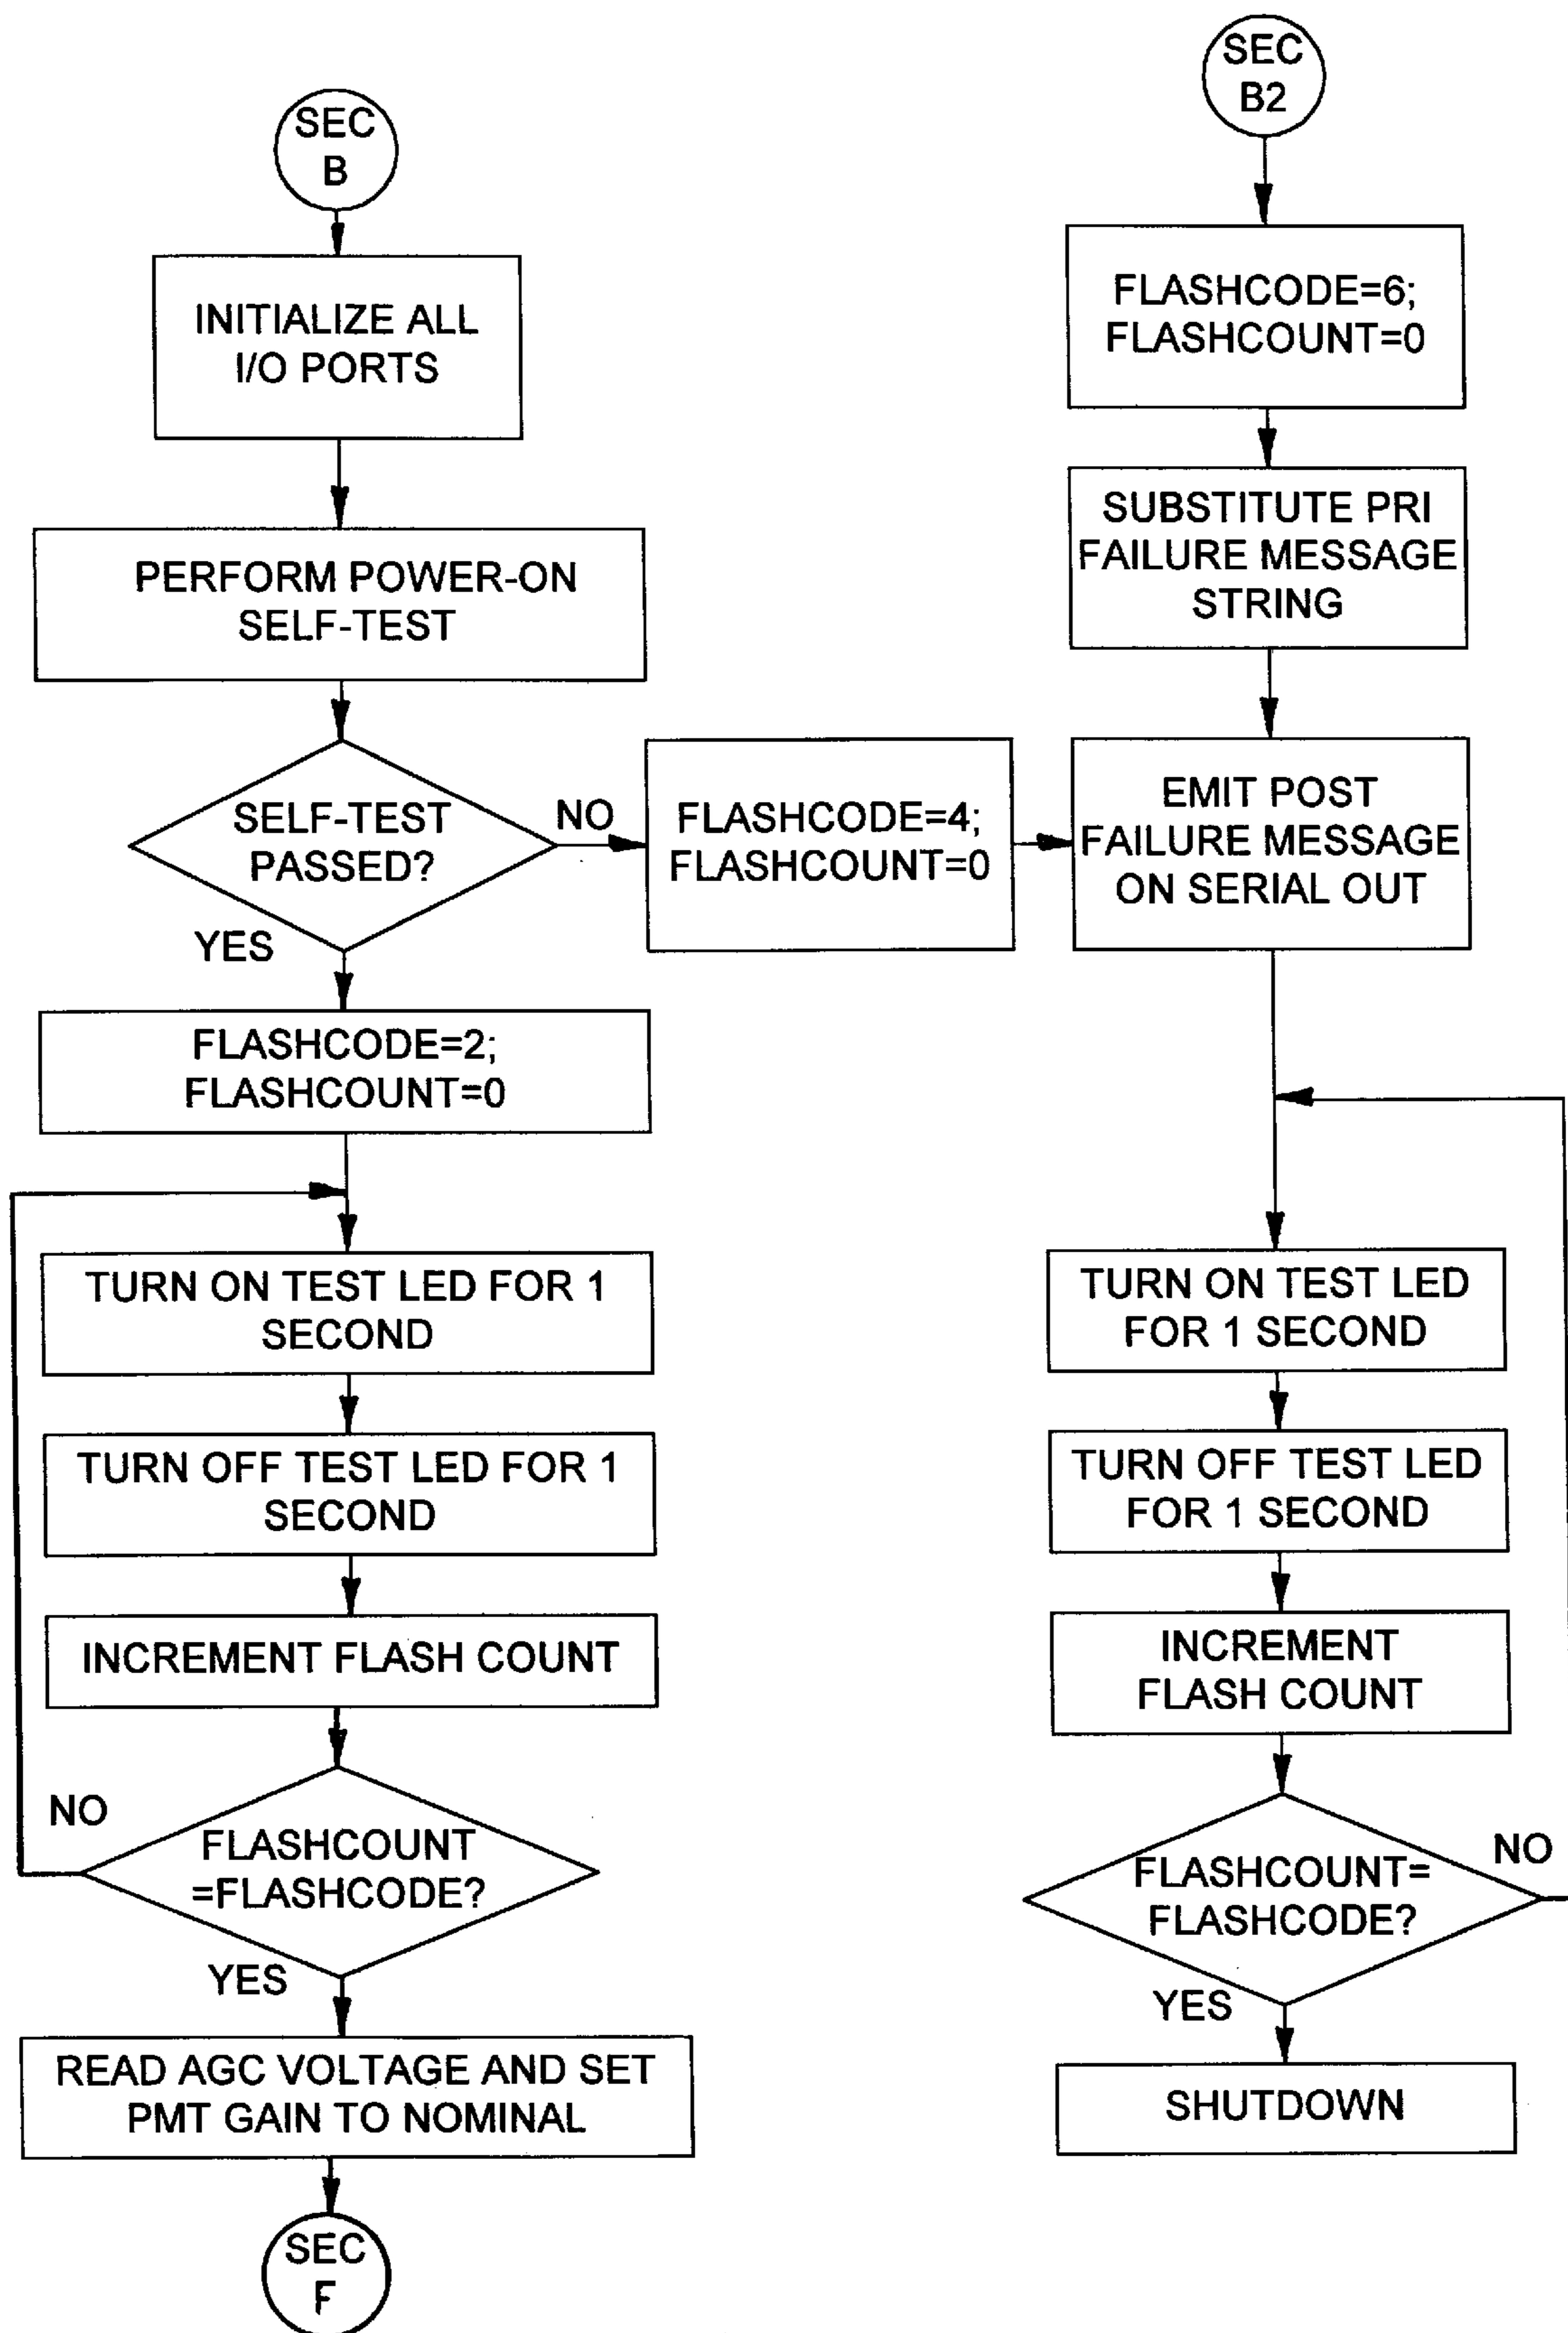 SEC
B
INITIALIZE ALL
I/O PORTS
PERFORM POWER-ON
SELF-TEST
SELF-TEST
PASSED?
NO
YES
FLASHCODE=4;
FLASHCOUNT=0
FLASHCODE=2;
FLASHCOUNT=0
TURN ON TEST LED FOR 1
SECOND
TURN OFF TEST LED FOR 1
SECOND
INCREMENT FLASH COUNT
NO
FLASHCOUNT
=FLASHCODE?
YES
READ AGC VOLTAGE AND SET
PMT GAIN TO NOMINAL
SEC
F
SEC
B2
FLASHCODE=6;
FLASHCOUNT=0
SUBSTITUTE PRI
FAILURE MESSAGE
STRING
EMIT POST
FAILURE MESSAGE
ON SERIAL OUT
TURN ON TEST LED
FOR 1 SECOND
TURN OFF TEST LED
FOR 1 SECOND
INCREMENT
FLASH COUNT
NO
FLASHCOUNT=
FLASHCODE?
YES
SHUTDOWN